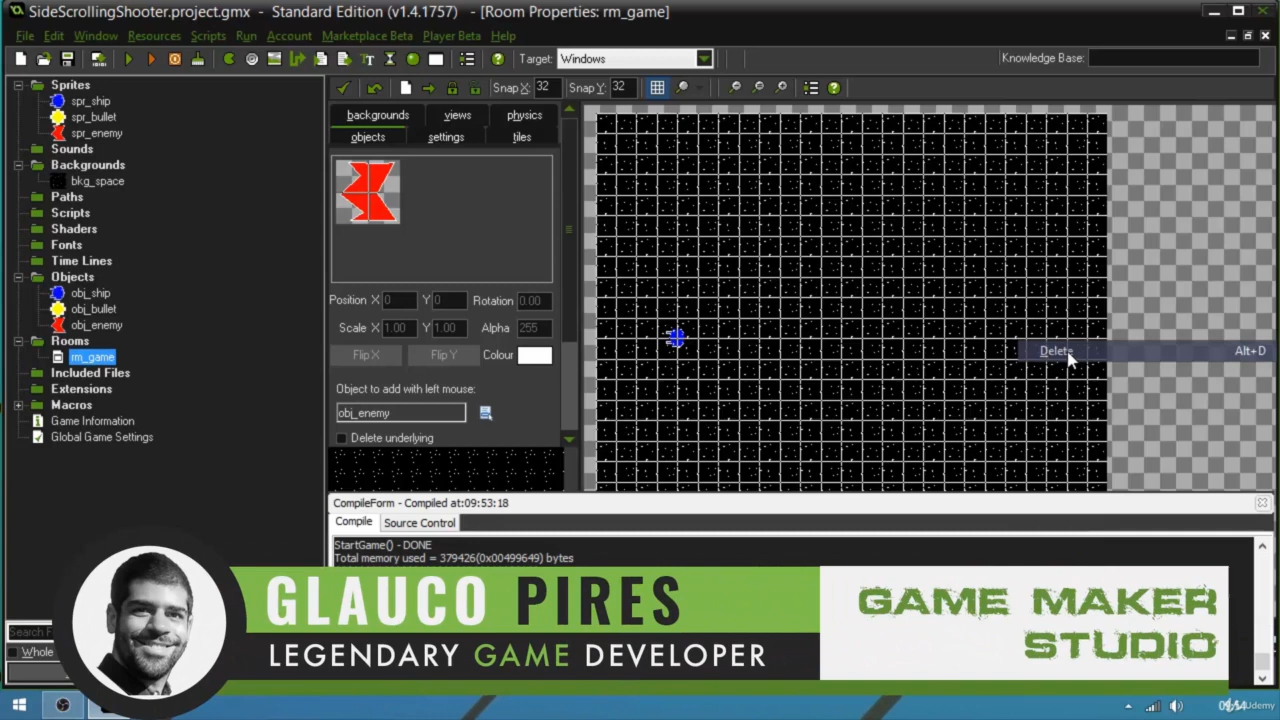 SideScrollingShooter.project.gmx - Standard Edition (v1.4.1757) - [Room Properties: rm_game]
File Edit Window Resources Scripts Run Account Marketplace Beta Player Beta Help
Target: Windows
Knowledge Base:
Sprites
spr_ship
spr_bullet
spr_enemy
Sounds
Backgrounds
bkg_space
Paths
Scripts
Shaders
Fonts
Time Lines
Objects
obj_ship
obj_bullet
obj_enemy
Rooms
rm_game
Included Files
Extensions
Macros
Game Information
Global Game Settings
Snap X: 32 Snap Y: 32
backgrounds views physics
objects settings tiles
Position X 0 Y 0 Rotation 0.00
Scale X 1.00 Y 1.00 Alpha 255
Flip X Flip Y Colour
Object to add with left mouse:
obj_enemy
Delete underlying
Delete Alt+D
CompileForm - Compiled at:09:53:18
Compile Source Control
StartGame() - DONE
Total memory used = 379426(0x00499649) bytes
Whole
GLAUCO PIRES
LEGENDARY GAME DEVELOPER
GAME MAKER
STUDIO
Udemy